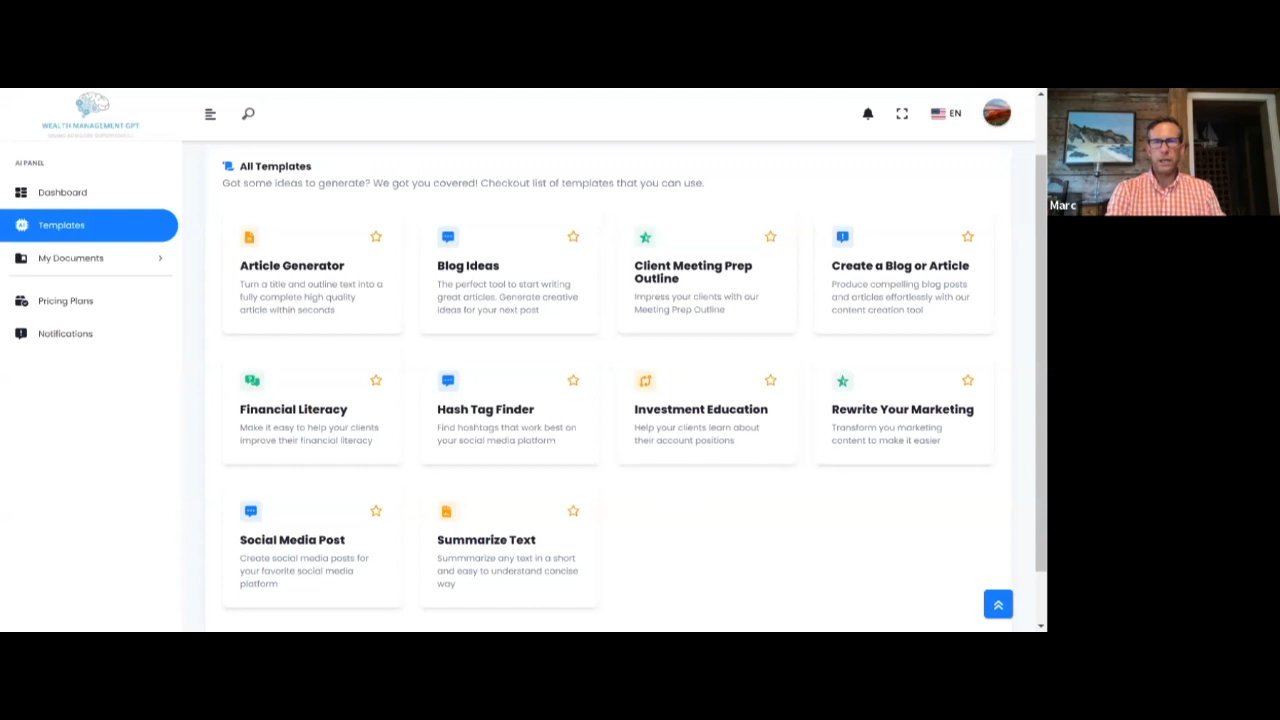 WEALTH MANAGEMENT GPT
EN
AI PANEL
Dashboard
Templates
My Documents
Pricing Plans
Notifications
All Templates
Got some ideas to generate? We got you covered! Checkout list of templates that you can use.
Article Generator
Turn a title and outline text into a
fully complete high quality
article within seconds
Blog Ideas
The perfect tool to start writing
great articles. Generate creative
ideas for your next post
Client Meeting Prep
Outline
Impress your clients with our
Meeting Prep Outline
Create a Blog or Article
Produce compelling blog posts
and articles effortlessly with our
content creation tool
Financial Literacy
Make it easy to help your clients
improve their financial literacy
Hash Tag Finder
Find hashtags that work best on
your social media platform
Investment Education
Help your clients learn about
their account positions
Rewrite Your Marketing
Transform you marketing
content to make it easier
Social Media Post
Create social media posts for
your favorite social media
platform
Summarize Text
Summmarize any text in a short
and easy to understand concise
way
Marc